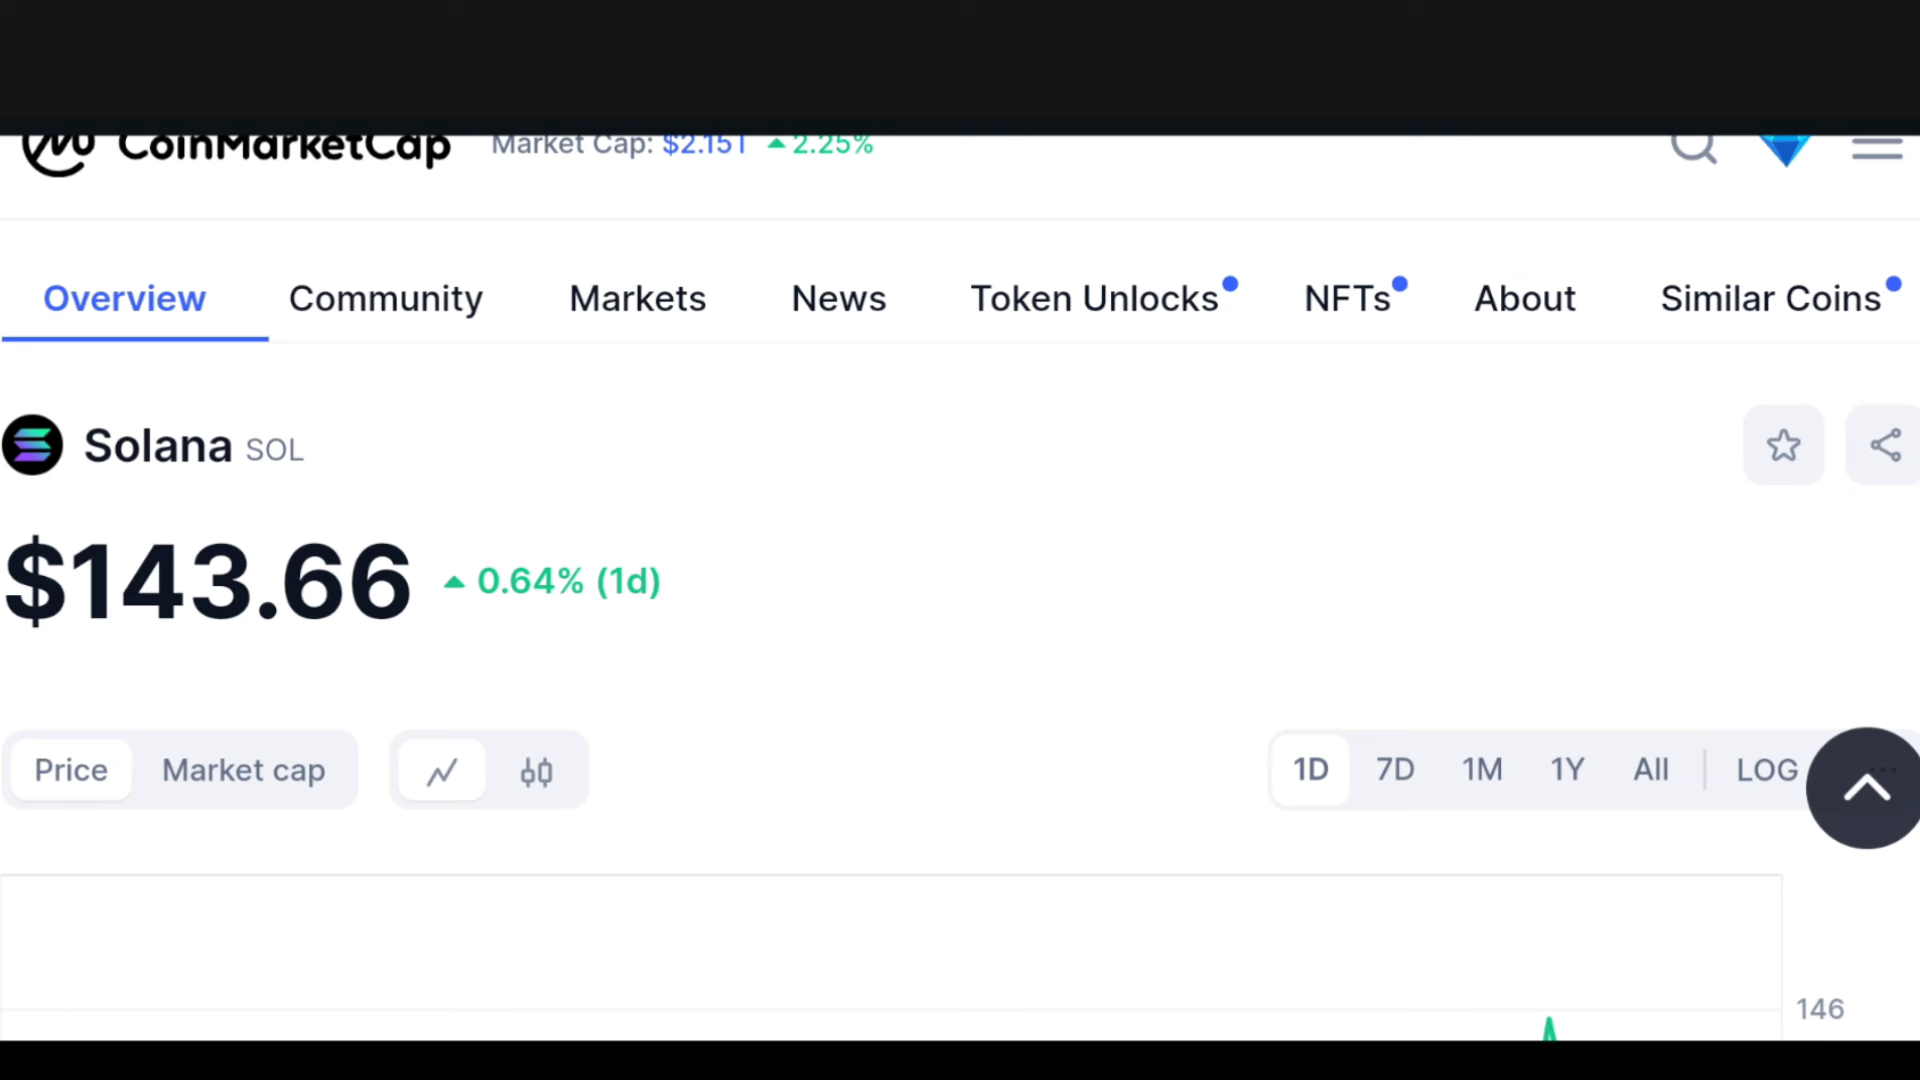 CoinMarketCap Market Cap: $2.15T 2.25%
Overview Community Markets News Token Unlocks NFTs About Similar Coins
Solana SOL
$143.66 0.64% (1d)
Price Market cap 1D 7D 1M 1Y All LOG
146